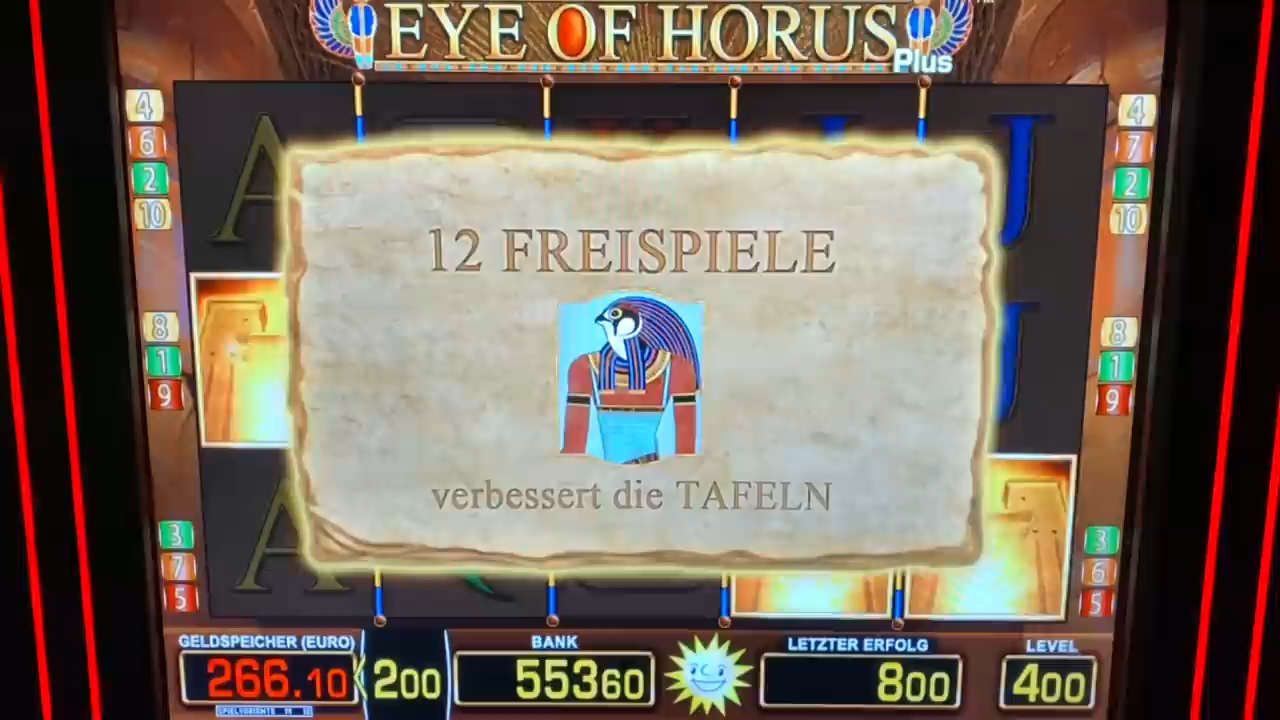 EYE OF HORUS
Plus
4
6
2
10
8
1
9
3
7
5
4
7
2
10
8
1
9
3
6
5
A
J
J
A
12 FREISPIELE
verbessert die TAFELN
GELDSPEICHER (EURO)
266.10
200
BANK
55360
LETZTER ERFOLG
800
LEVEL
400